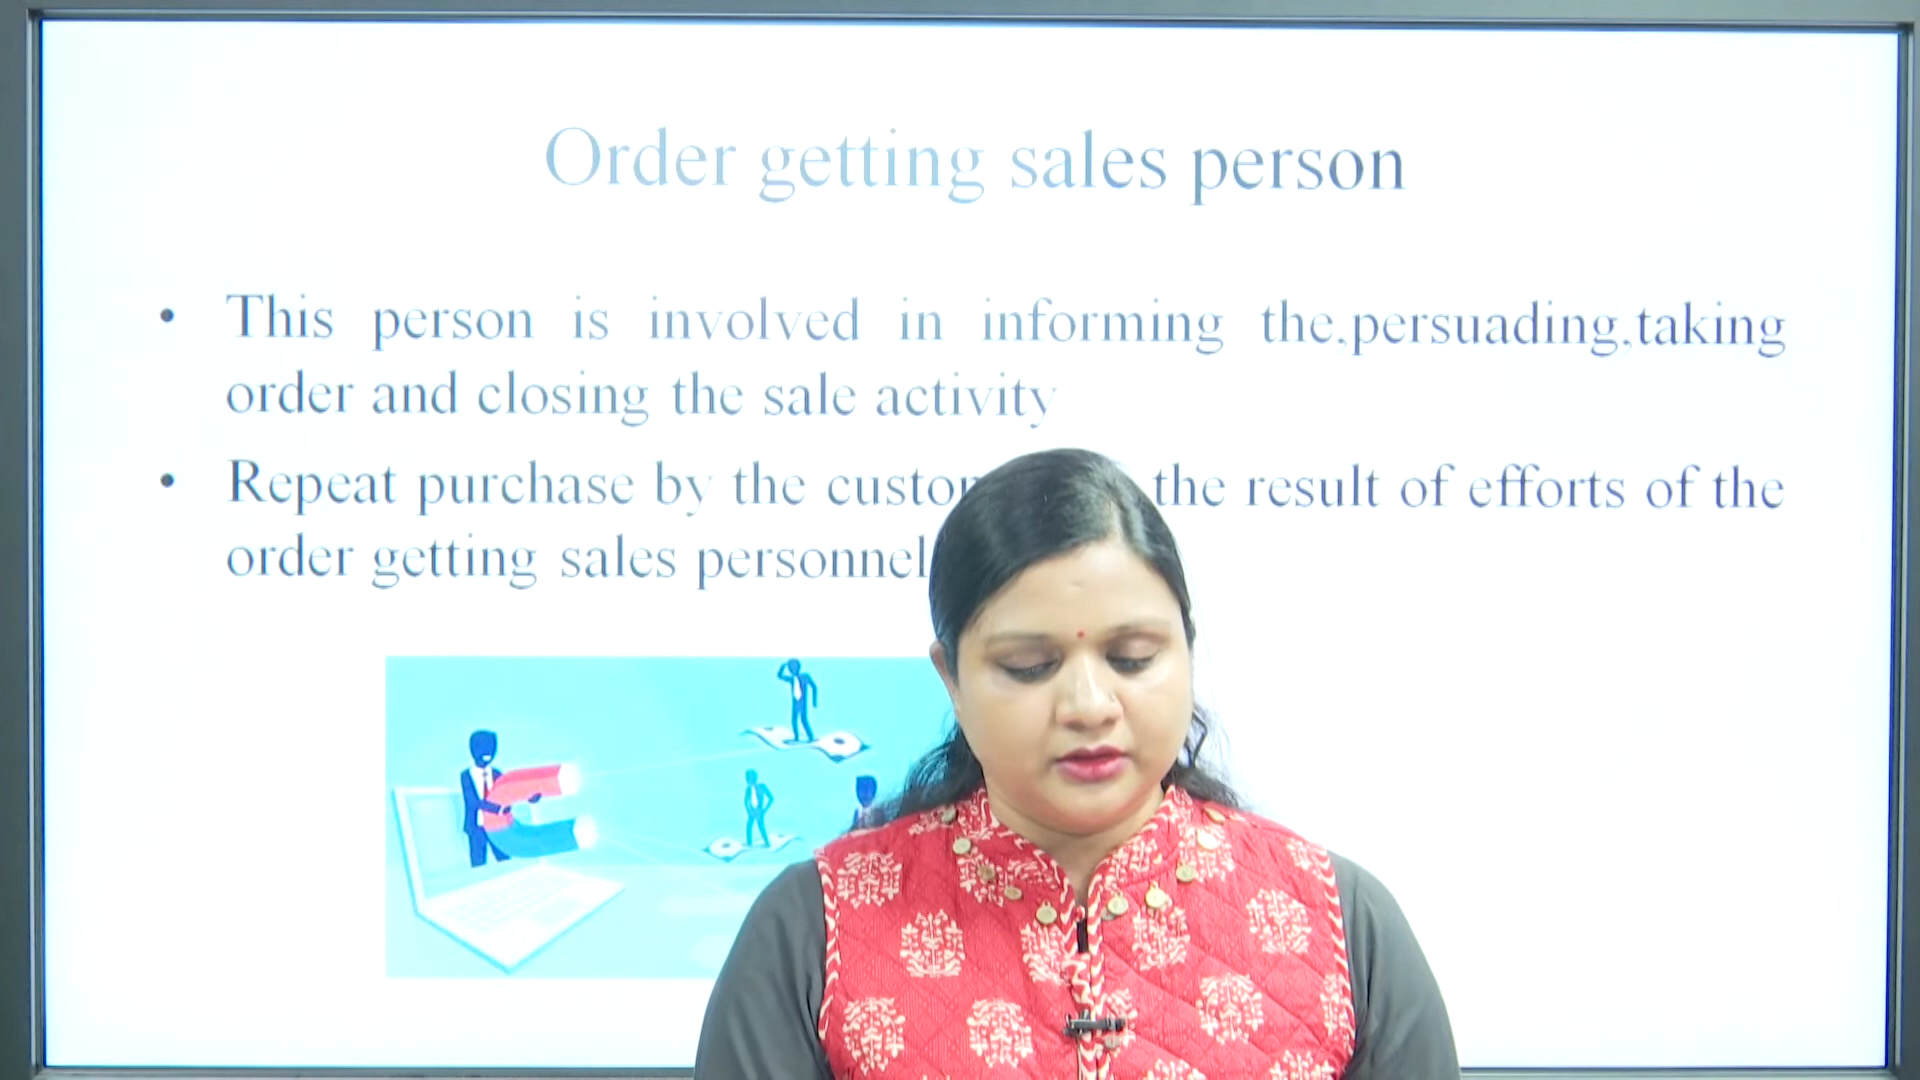 Order getting sales person
• This person is involved in informing the,persuading,taking
order and closing the sale activity
• Repeat purchase by the the result of efforts of the
order getting sales personnel